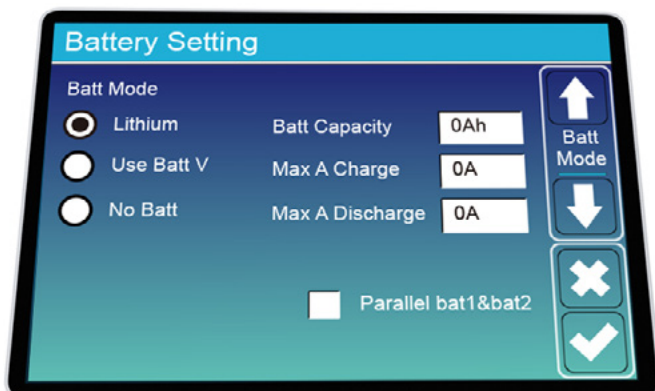 Battery Setting
Batt Mode
Lithium
Batt Capacity 0Ah
Use Batt V
Max A Charge 0A
No Batt
Max A Discharge 0A
Parallel bat1&bat2
Batt
Mode